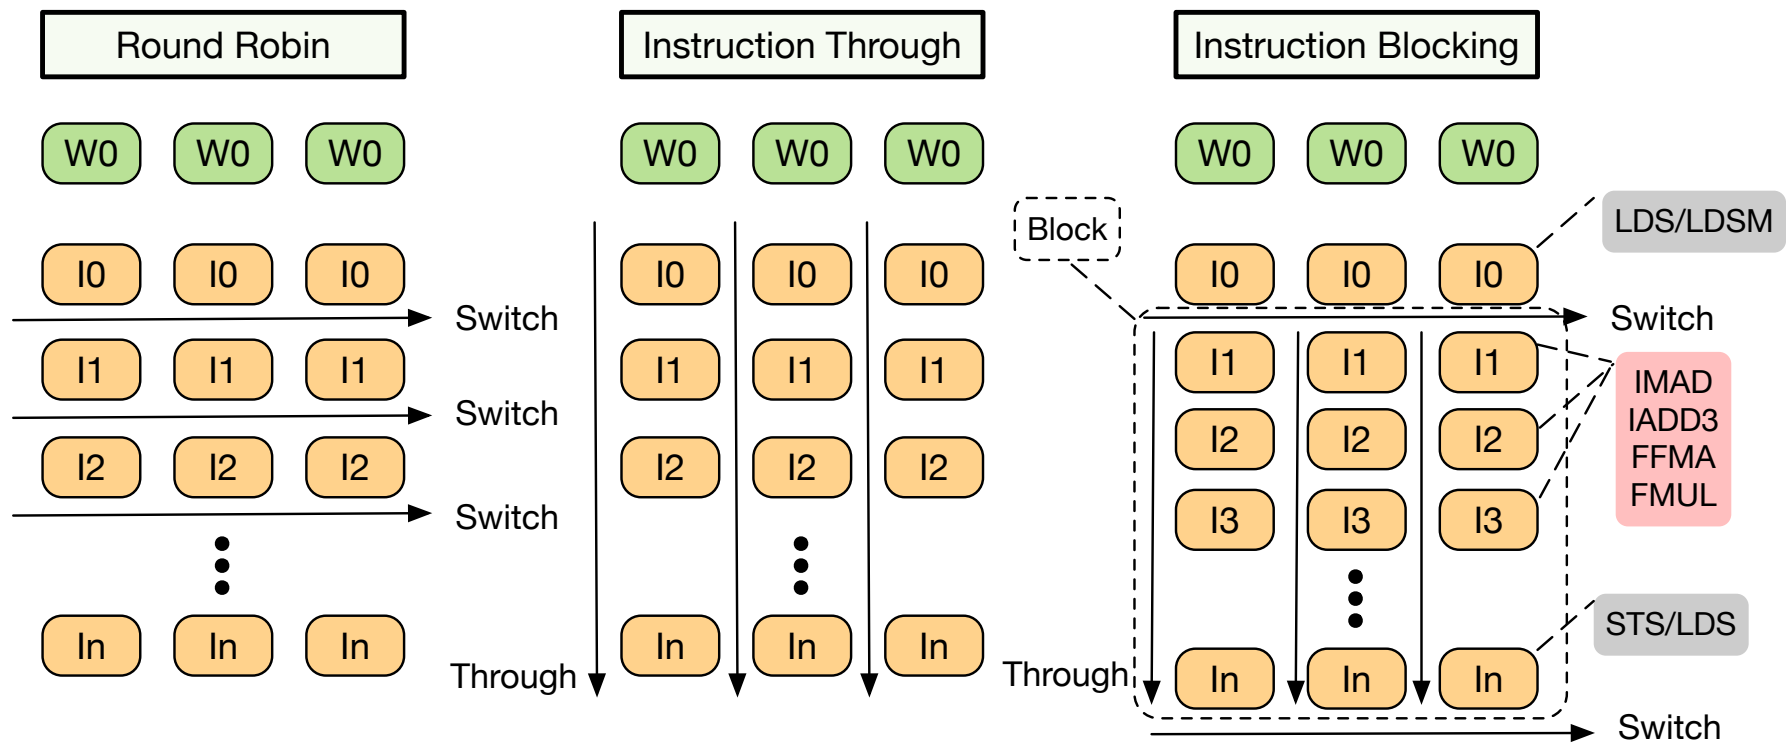 Round Robin
W0 W0 W0
I0 I0 I0
Switch
I1 I1 I1
Switch
I2 I2 I2
Switch
In In In
Instruction Through
W0 W0 W0
I0 I0 I0
I1 I1 I1
I2 I2 I2
In In In
Through
Instruction Blocking
W0 W0 W0
LDS/LDSM
Block
I0 I0 I0
Switch
I1 I1 I1
IMAD
IADD3
FFMA
FMUL
I2 I2 I2
I3 I3 I3
STS/LDS
In In In
Through
Switch